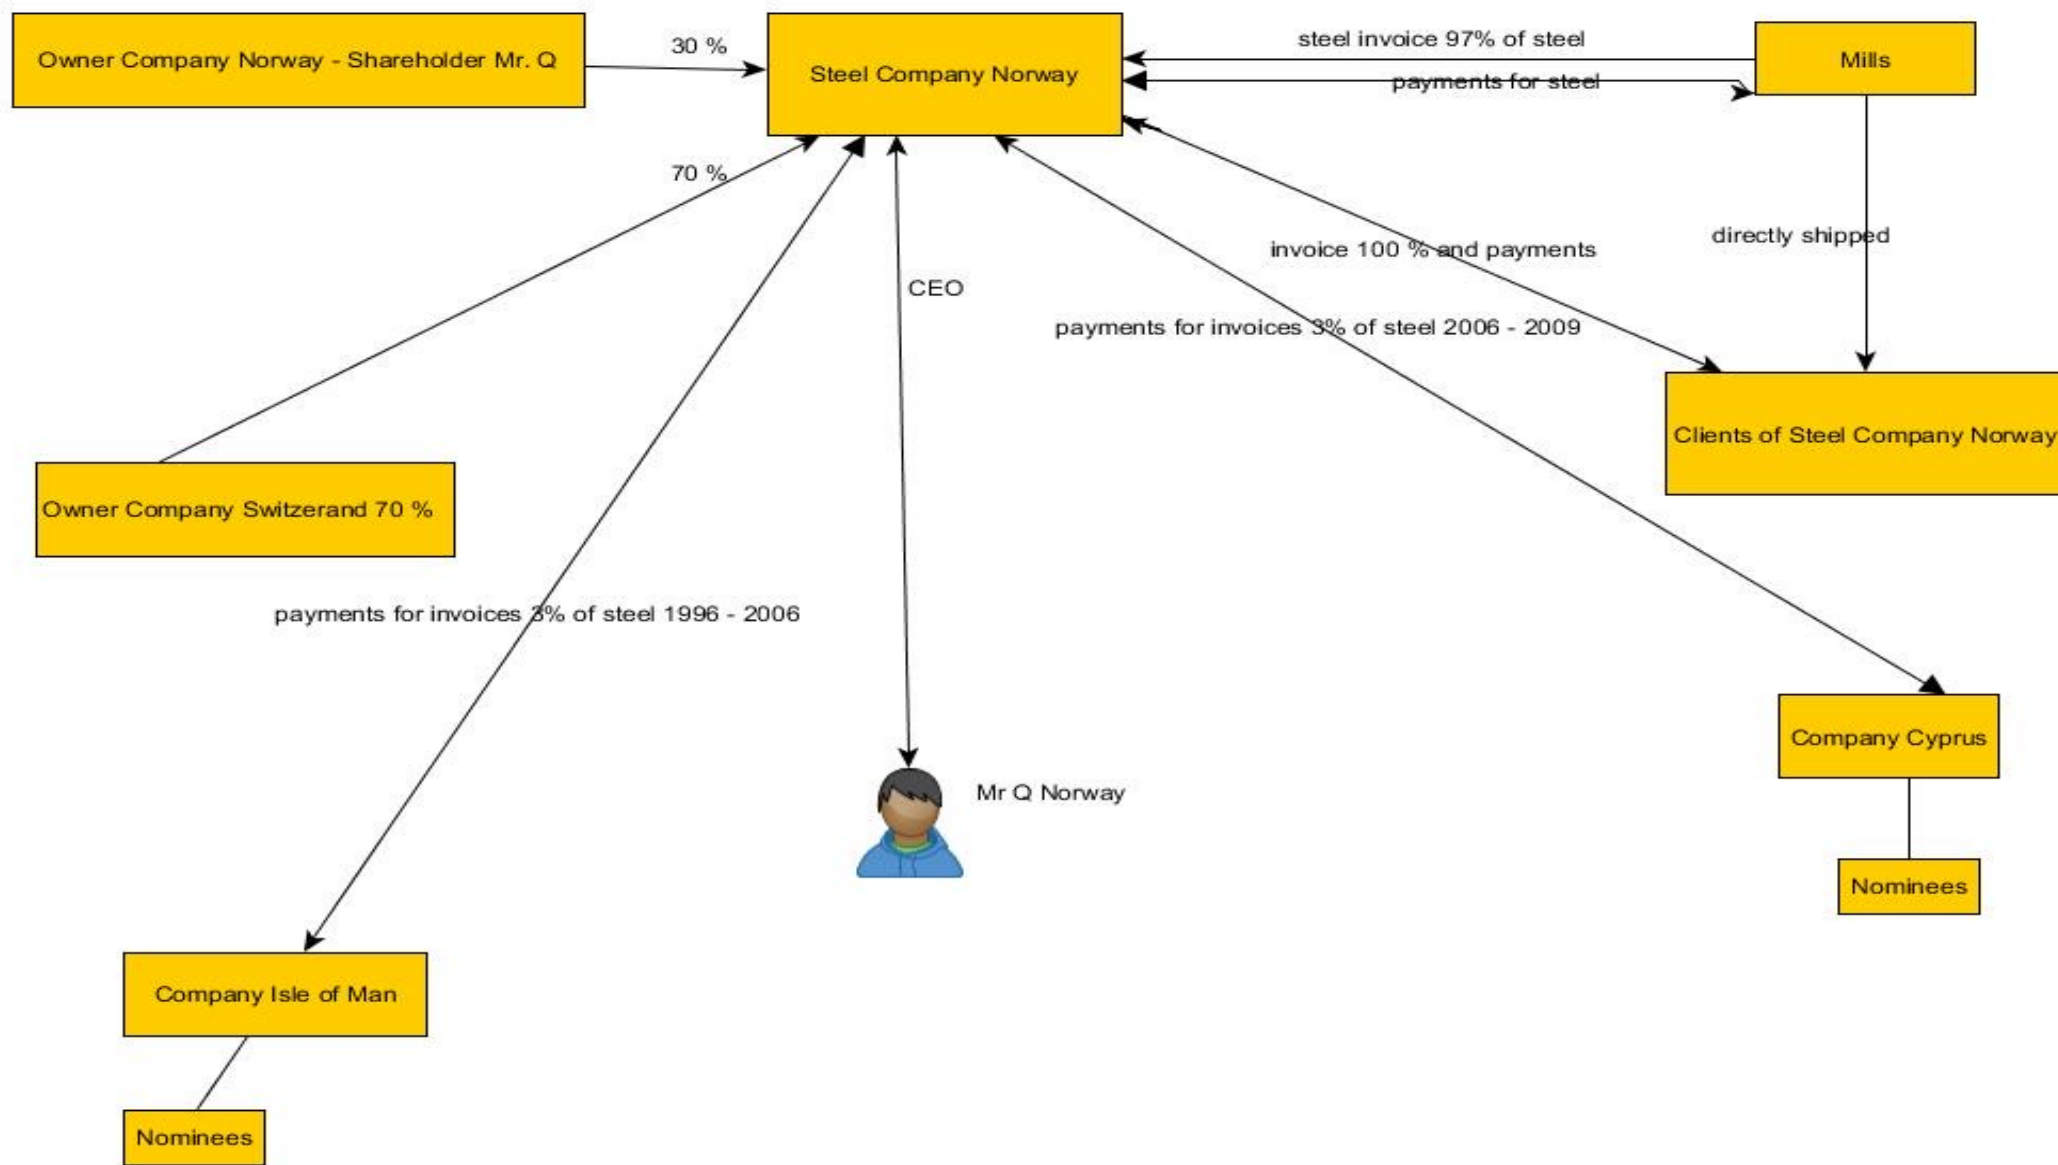 Owner Company Norway - Shareholder Mr. Q
30 %
Steel Company Norway
steel invoice 97% of steel
payments for steel
Mills
70 %
directly shipped
invoice 100 % and payments
CEO
payments for invoices 3% of steel 2006 - 2009
Clients of Steel Company Norway
Owner Company Switzerand 70 %
payments for invoices 3% of steel 1996 - 2006
Company Cyprus
Mr Q Norway
Nominees
Company Isle of Man
Nominees